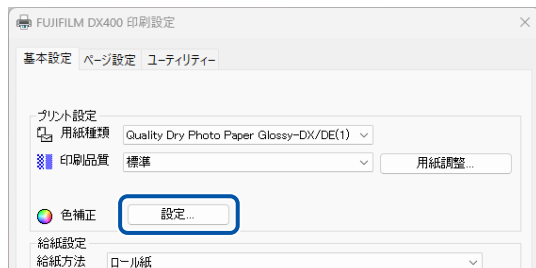 FUJIFILM DX400 印刷設定
基本設定 ページ設定 ユーティリティー
プリント設定
用紙種類 Quality Dry Photo Paper Glossy-DX/DE(1)
印刷品質 標準 用紙調整...
色補正 設定...
給紙設定
給紙方法 ロール紙